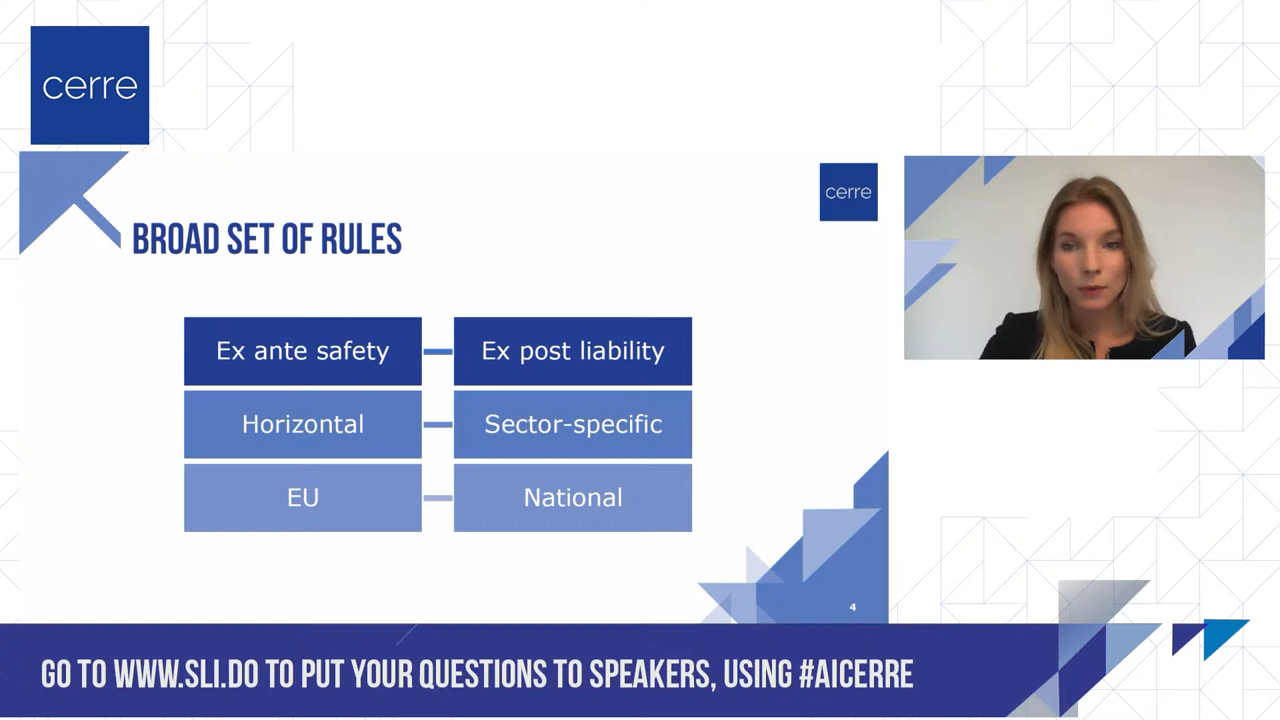 cerre
cerre
BROAD SET OF RULES
Ex ante safety
Ex post liability
Horizontal
Sector-specific
EU
National
4
GO TO WWW.SLI.DO TO PUT YOUR QUESTIONS TO SPEAKERS, USING #AICERRE